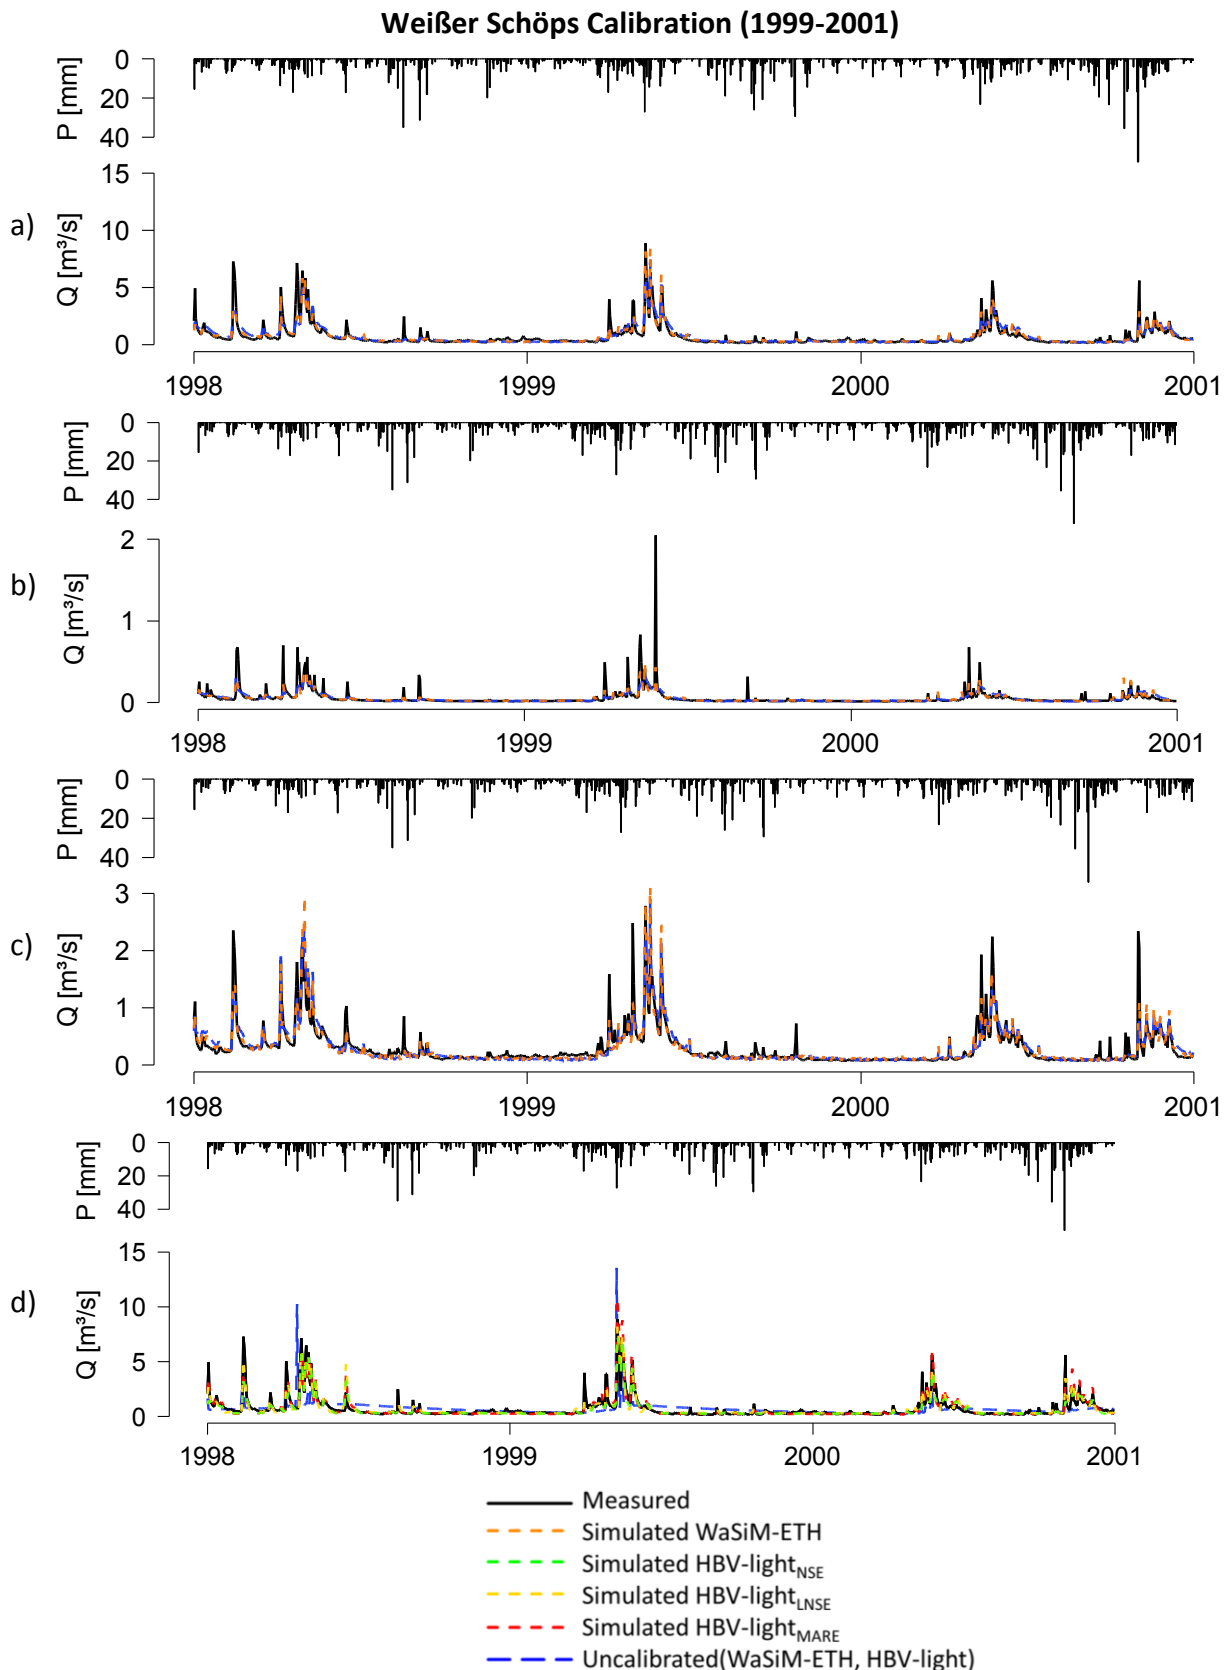 Weißer Schöps Calibration (1999-2001)
0
20
40
P [mm]
a)
15
10
5
0
Q [m³/s]
1998 1999 2000 2001
0
20
40
P [mm]
b)
2
1
0
Q [m³/s]
1998 1999 2000 2001
0
20
40
P [mm]
c)
3
2
1
0
Q [m³/s]
1998 1999 2000 2001
0
20
40
P [mm]
d)
15
10
5
0
Q [m³/s]
1998 1999 2000 2001
Measured
Simulated WaSiM-ETH
Simulated HBV-lightNSE
Simulated HBV-lightLNSE
Simulated HBV-lightMARE
Uncalibrated(WaSiM-ETH, HBV-light)